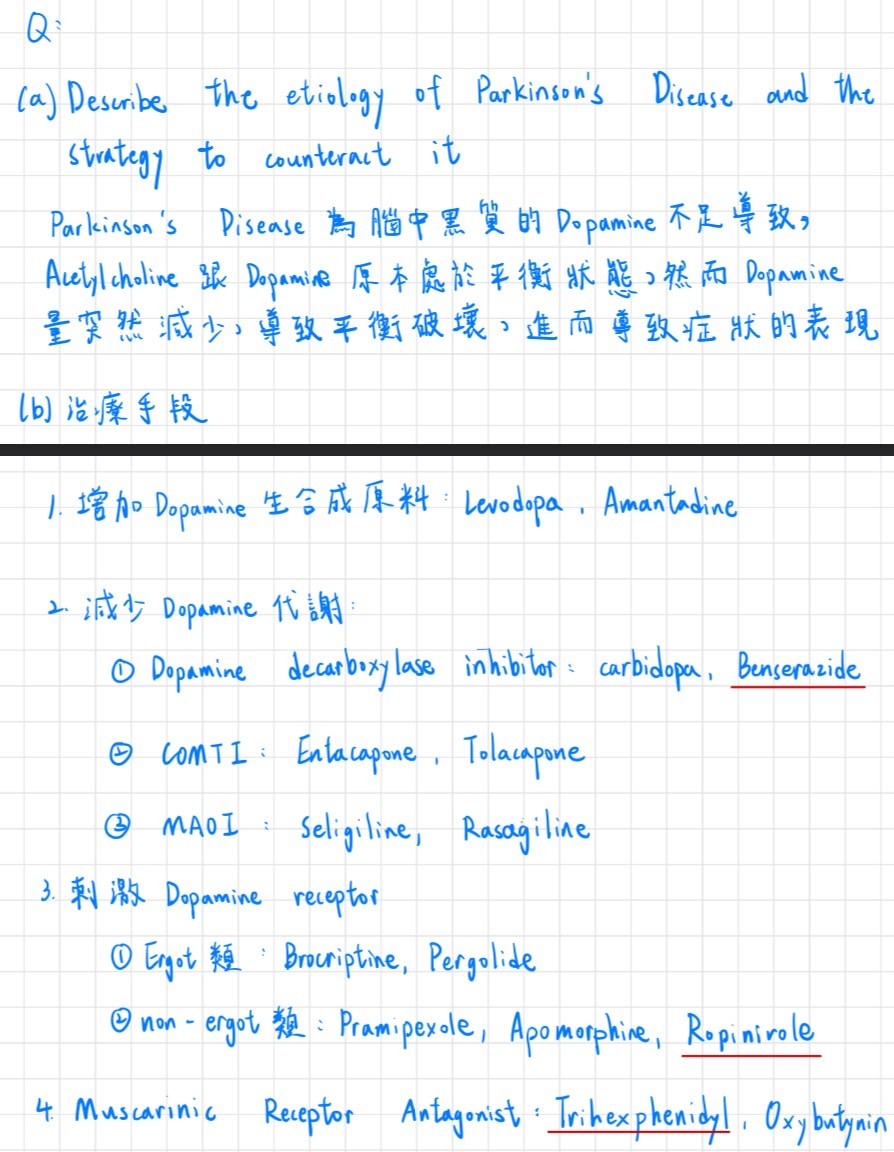 Q:
(a) Describe the etiology of Parkinson's Disease and the
strategy to counteract it
Parkinson's Disease 為腦中黑質的 Dopamine 不足導致,
Acetylcholine 跟 Dopamine 原本處於平衡狀態,然而 Dopamine
量突然減少,導致平衡破壞,進而導致症狀的表現
(b) 治療手段
1. 增加 Dopamine 生合成原料: Levodopa, Amantadine
2. 減少 Dopamine 代謝:
① Dopamine decarboxylase inhibitor: carbidopa, Benserazide
② COMTI: Entacapone, Tolacapone
③ MAOI: Seligiline, Rasagiline
3. 刺激 Dopamine receptor
① Ergot 類: Brocriptine, Pergolide
② non-ergot 類: Pramipexole, Apomorphine, Ropinirole
4. Muscarinic Receptor Antagonist: Trihexphenidyl, Oxybutynin